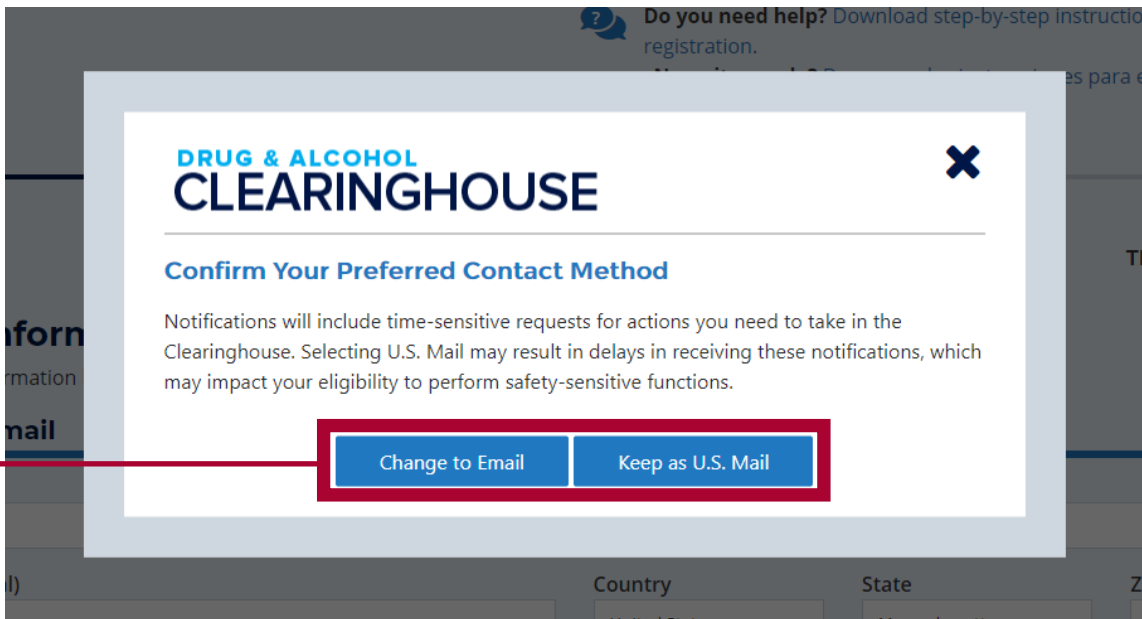 Do you need help? Download step-by-step
registration.
es para
DRUG & ALCOHOL
CLEARINGHOUSE
Confirm Your Preferred Contact Method
Notifications will include time-sensitive requests for actions you need to take in the
Clearinghouse. Selecting U.S. Mail may result in delays in receiving these notifications, which
may impact your eligibility to perform safety-sensitive functions.
mail
Change to Email
Keep as U.S. Mail
Country
State